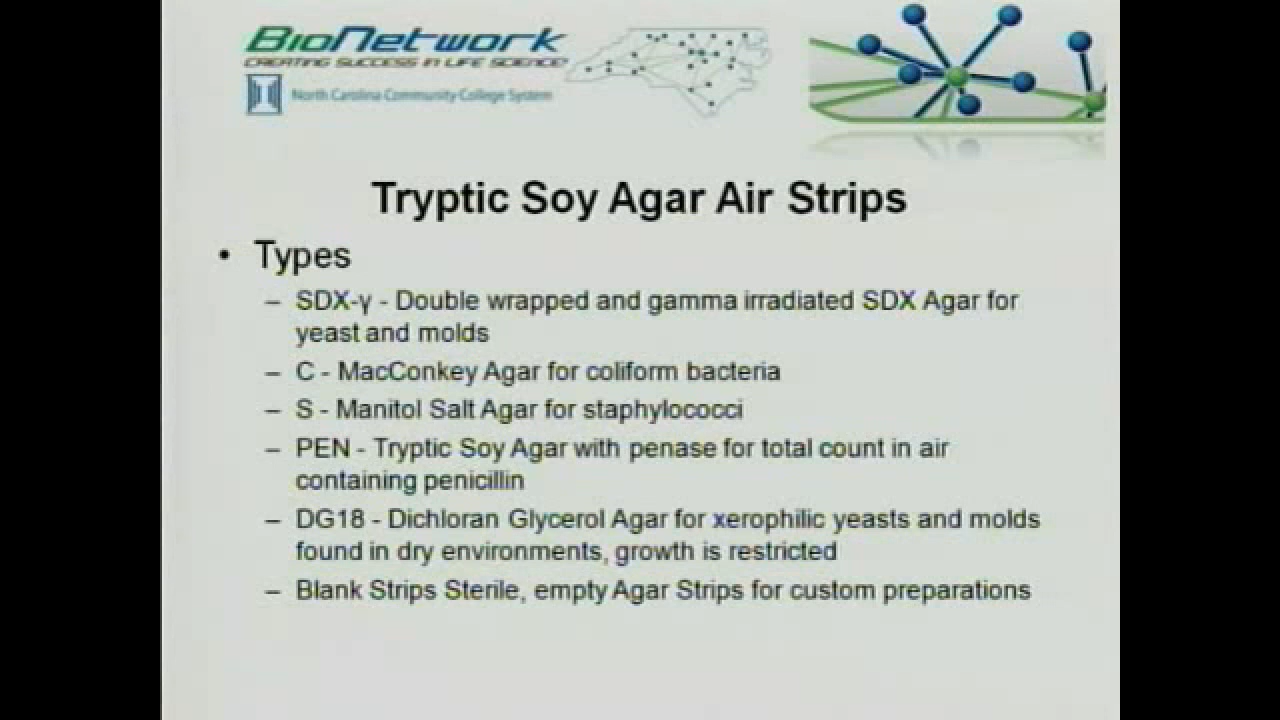 BioNetwork
CREATING SUCCESS IN LIFE SCIENCE
North Carolina Community College System
Tryptic Soy Agar Air Strips
• Types
– SDX-γ - Double wrapped and gamma irradiated SDX Agar for
yeast and molds
– C - MacConkey Agar for coliform bacteria
– S - Manitol Salt Agar for staphylococci
– PEN - Tryptic Soy Agar with penase for total count in air
containing penicillin
– DG18 - Dichloran Glycerol Agar for xerophilic yeasts and molds
found in dry environments, growth is restricted
– Blank Strips Sterile, empty Agar Strips for custom preparations